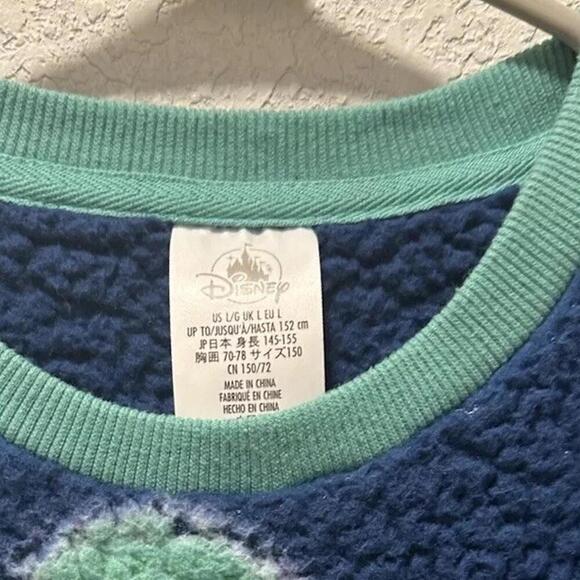 Disney
US L/G UK L EU L
UP TO/JUSQU'À/HASTA 152 cm
JP日本 身長 145-155
胸囲 70-78 サイズ150
CN 150/72
MADE IN CHINA
FABRIQUÉ EN CHINE
HECHO EN CHINA